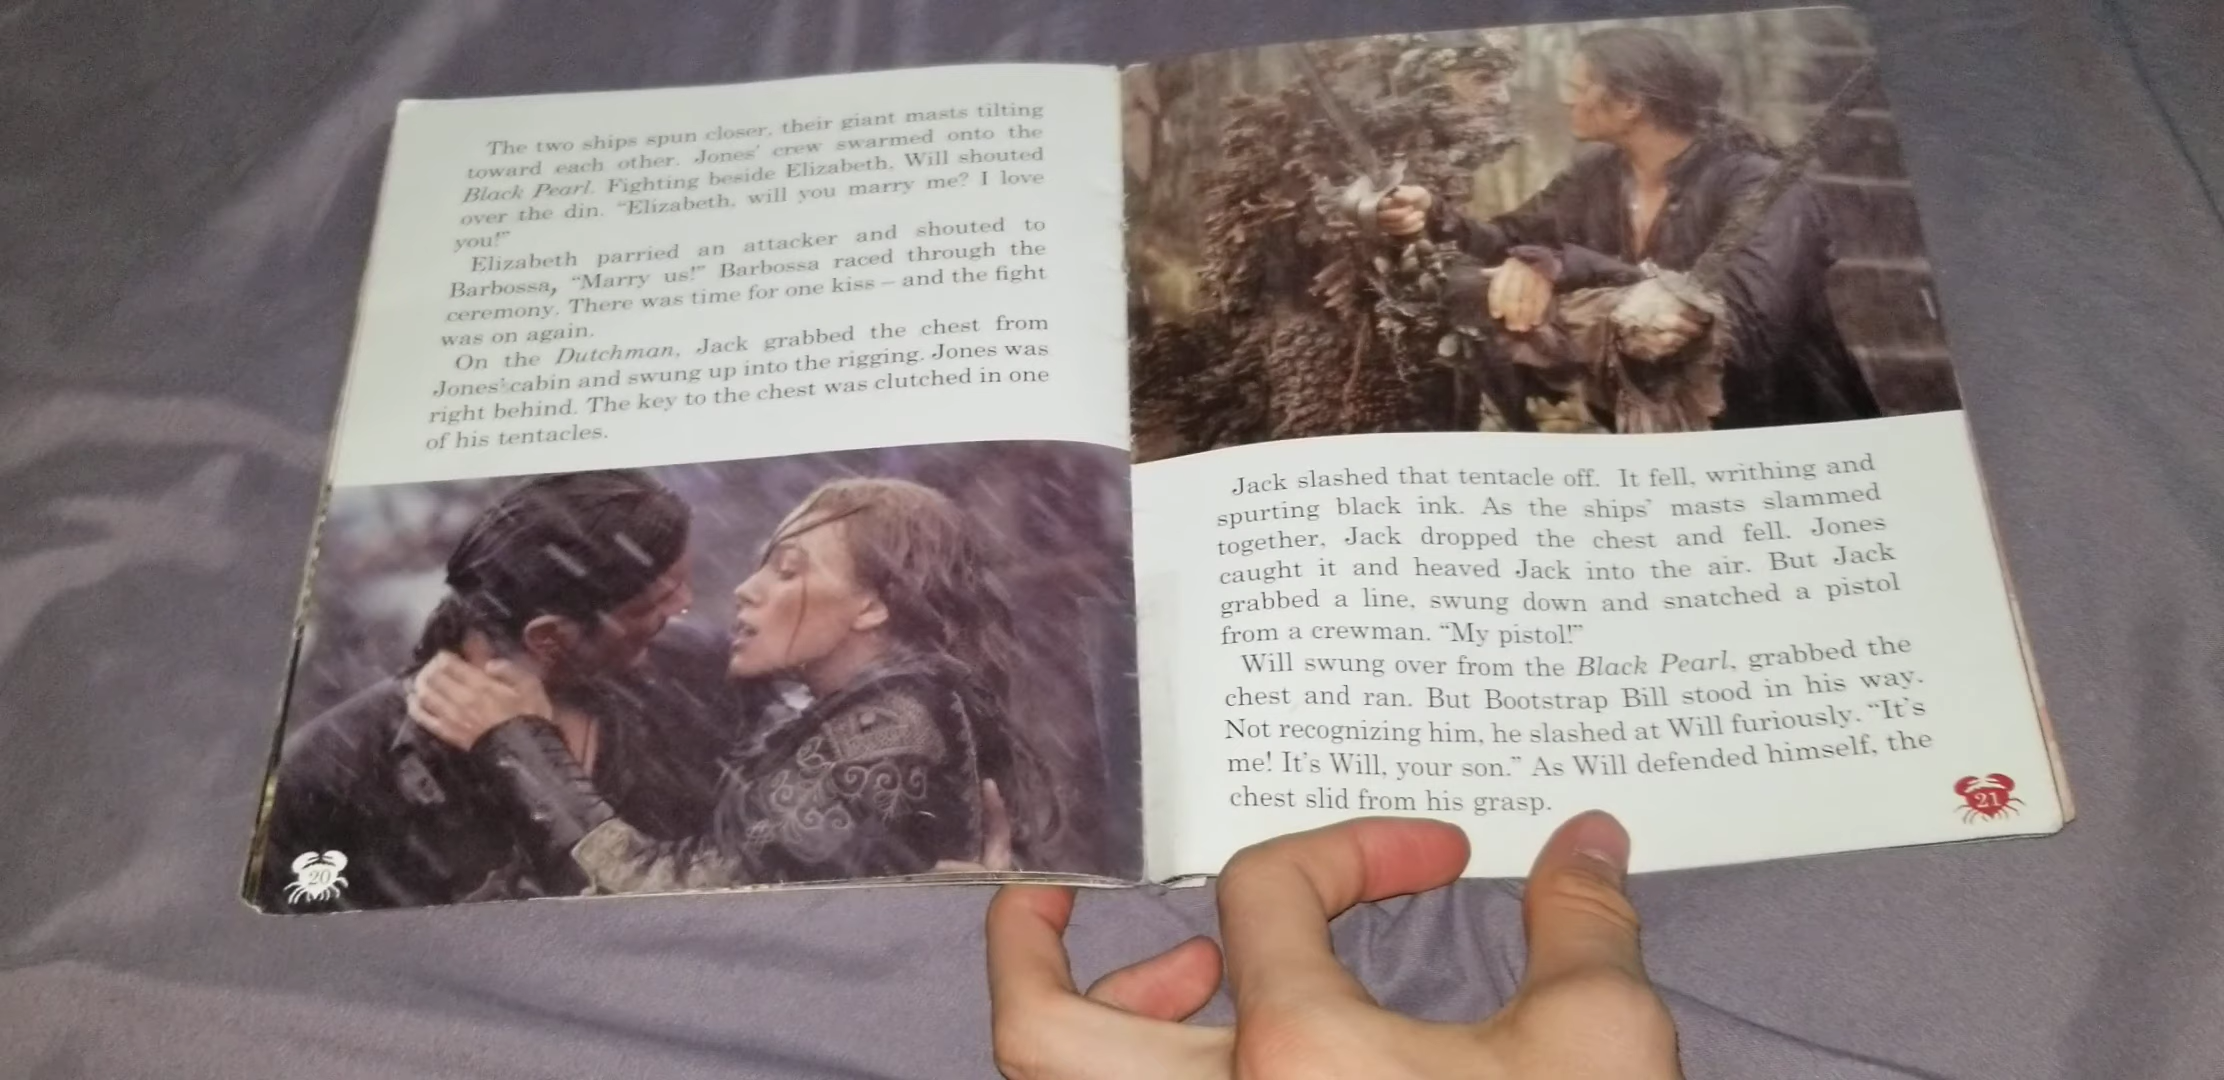 The two ships spun closer, their giant masts tilting
toward each other. Jones' crew swarmed onto the
Black Pearl. Fighting beside Elizabeth, Will shouted
over the din. “Elizabeth, will you marry me? I love
you!”
Elizabeth parried an attacker and shouted to
Barbossa, “Marry us!” Barbossa raced through the
ceremony. There was time for one kiss – and the fight
was on again.
On the Dutchman, Jack grabbed the chest from
Jones' cabin and swung up into the rigging. Jones was
right behind. The key to the chest was clutched in one
of his tentacles.
20
Jack slashed that tentacle off. It fell, writhing and
spurting black ink. As the ships' masts slammed
together, Jack dropped the chest and fell. Jones
caught it and heaved Jack into the air. But Jack
grabbed a line, swung down and snatched a pistol
from a crewman. “My pistol!”
Will swung over from the Black Pearl, grabbed the
chest and ran. But Bootstrap Bill stood in his way.
Not recognizing him, he slashed at Will furiously. “It's
me! It's Will, your son.” As Will defended himself, the
chest slid from his grasp.
21